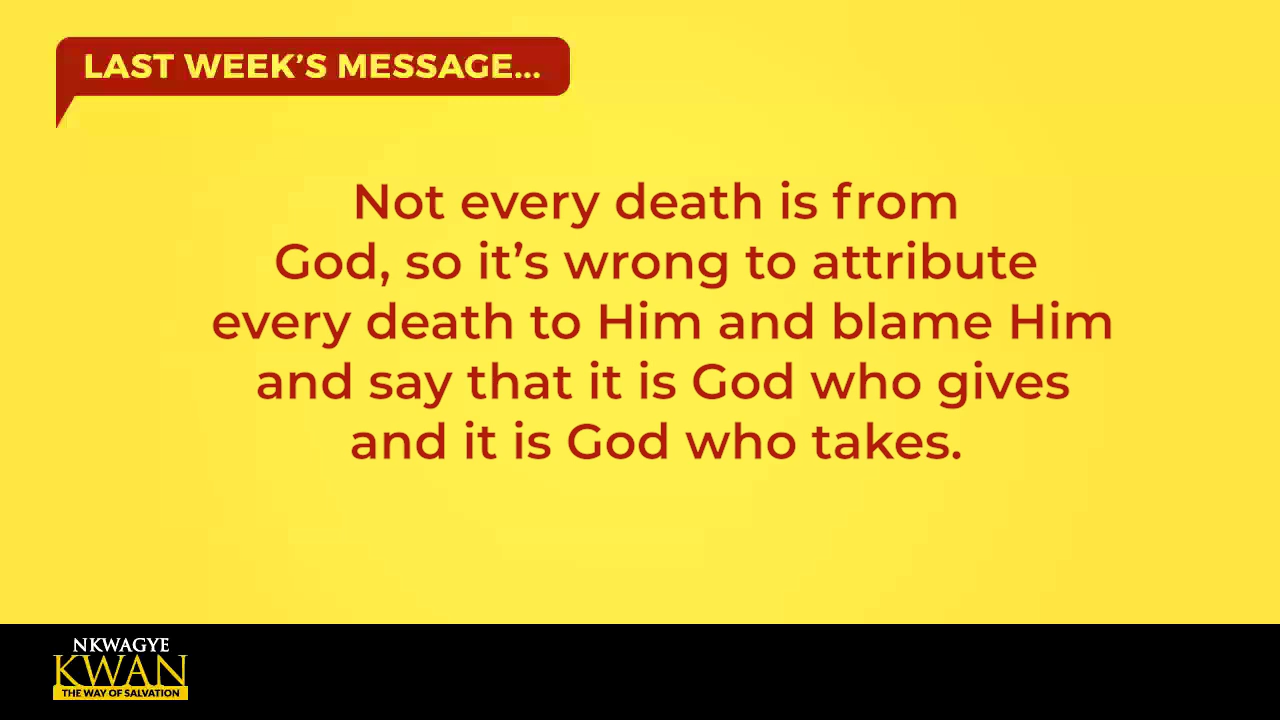 LAST WEEK'S MESSAGE...
Not every death is from
God, so it's wrong to attribute
every death to Him and blame Him
and say that it is God who gives
and it is God who takes.
NKWAGYE
KWAN
THE WAY OF SALVATION